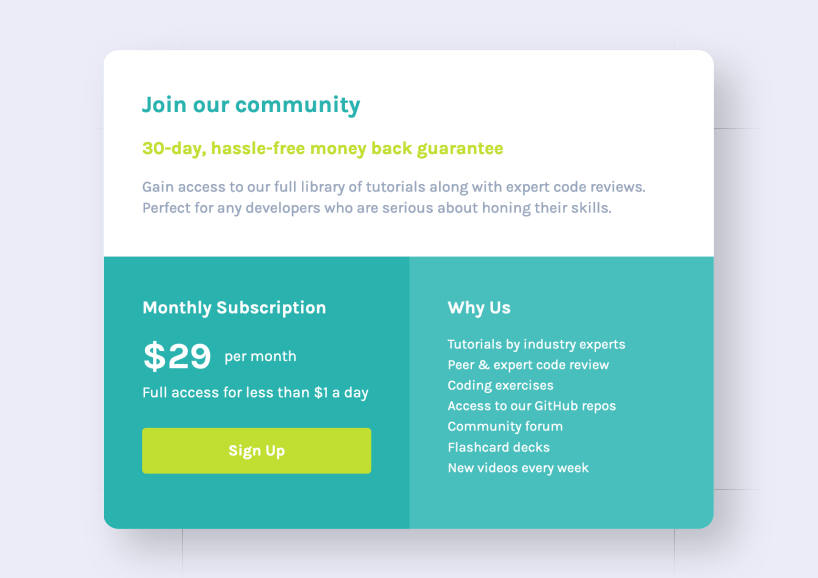 Join our community
30-day, hassle-free money back guarantee
Gain access to our full library of tutorials along with expert code reviews.
Perfect for any developers who are serious about honing their skills.
Monthly Subscription
$29 per month
Full access for less than $1 a day
Sign Up
Why Us
Tutorials by industry experts
Peer & expert code review
Coding exercises
Access to our GitHub repos
Community forum
Flashcard decks
New videos every week